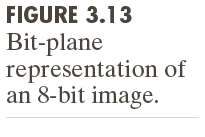 FIGURE 3.13
Bit-plane
representation of
an 8-bit image.